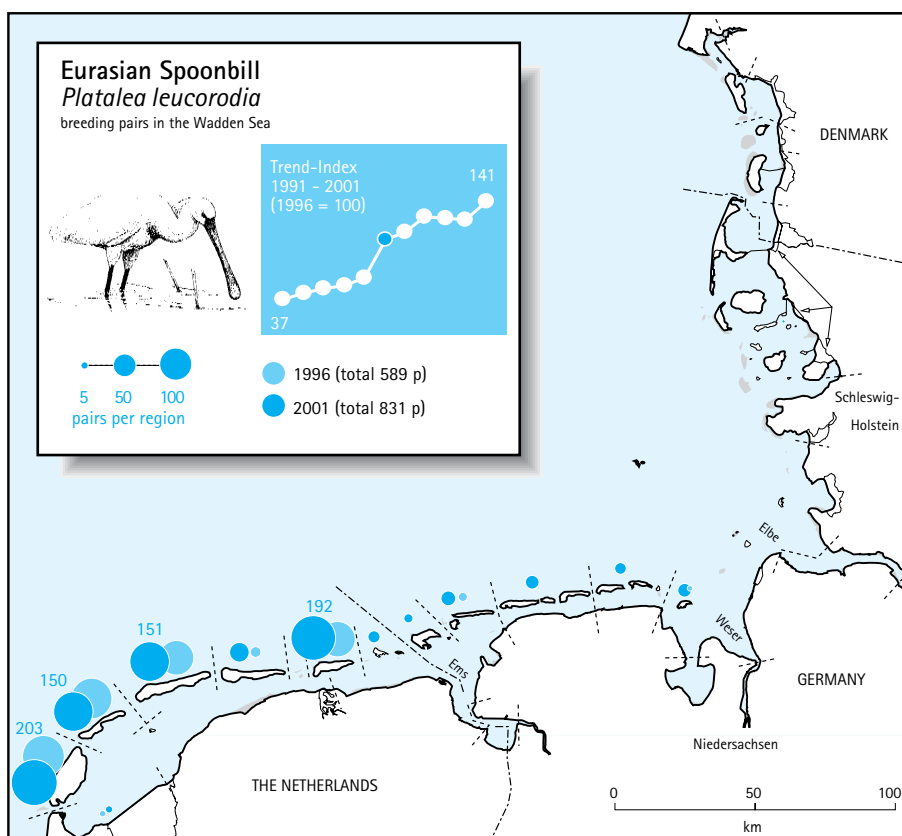 Eurasian Spoonbill
Platalea leucorodia
breeding pairs in the Wadden Sea
Trend-Index
1991 - 2001
(1996 = 100)
141
37
5 50 100
pairs per region
1996 (total 589 p)
2001 (total 831 p)
DENMARK
Schleswig-
Holstein
Elbe
Weser
Ems
192
151
150
203
GERMANY
Niedersachsen
THE NETHERLANDS
0 50 100
km